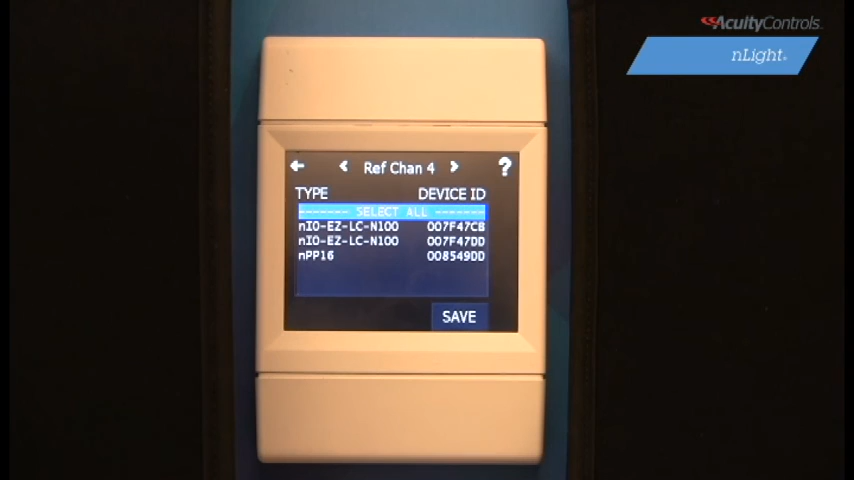 AcuityControls
nLight
Ref Chan 4
?
TYPE DEVICE ID
------- SELECT ALL -------
nIO-EZ-LC-N100 007F47CB
nIO-EZ-LC-N100 007F47DD
nPP16 008549DD
SAVE